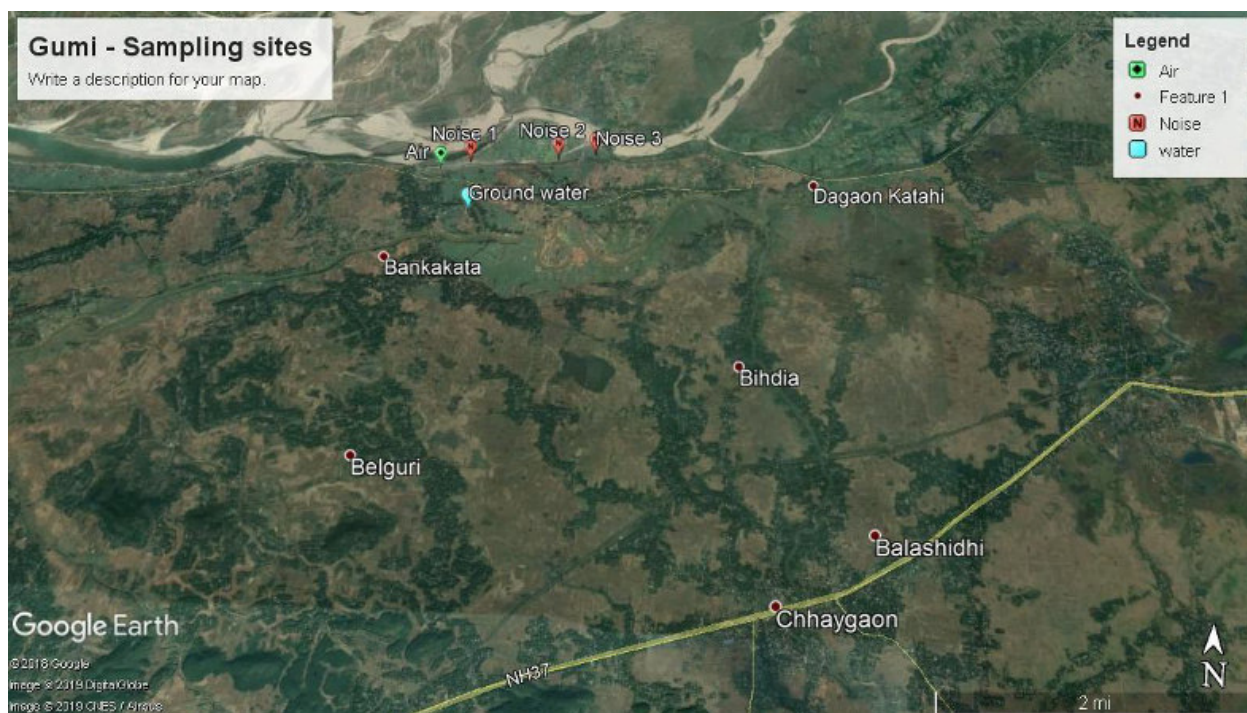 Gumi - Sampling sites
Write a description for your map.
Legend
Air
Feature 1
N Noise
water
Noise 1
Noise 2
Noise 3
Air
N
N
Ground water
Dagaon Katahi
Bankakata
Bihdia
Belguri
Balashidhi
Chhaygaon
NH37
Google Earth
© 2018 Google
Image © 2019 DigitalGlobe
Image © 2019 CNES / Airbus
N
2 mi